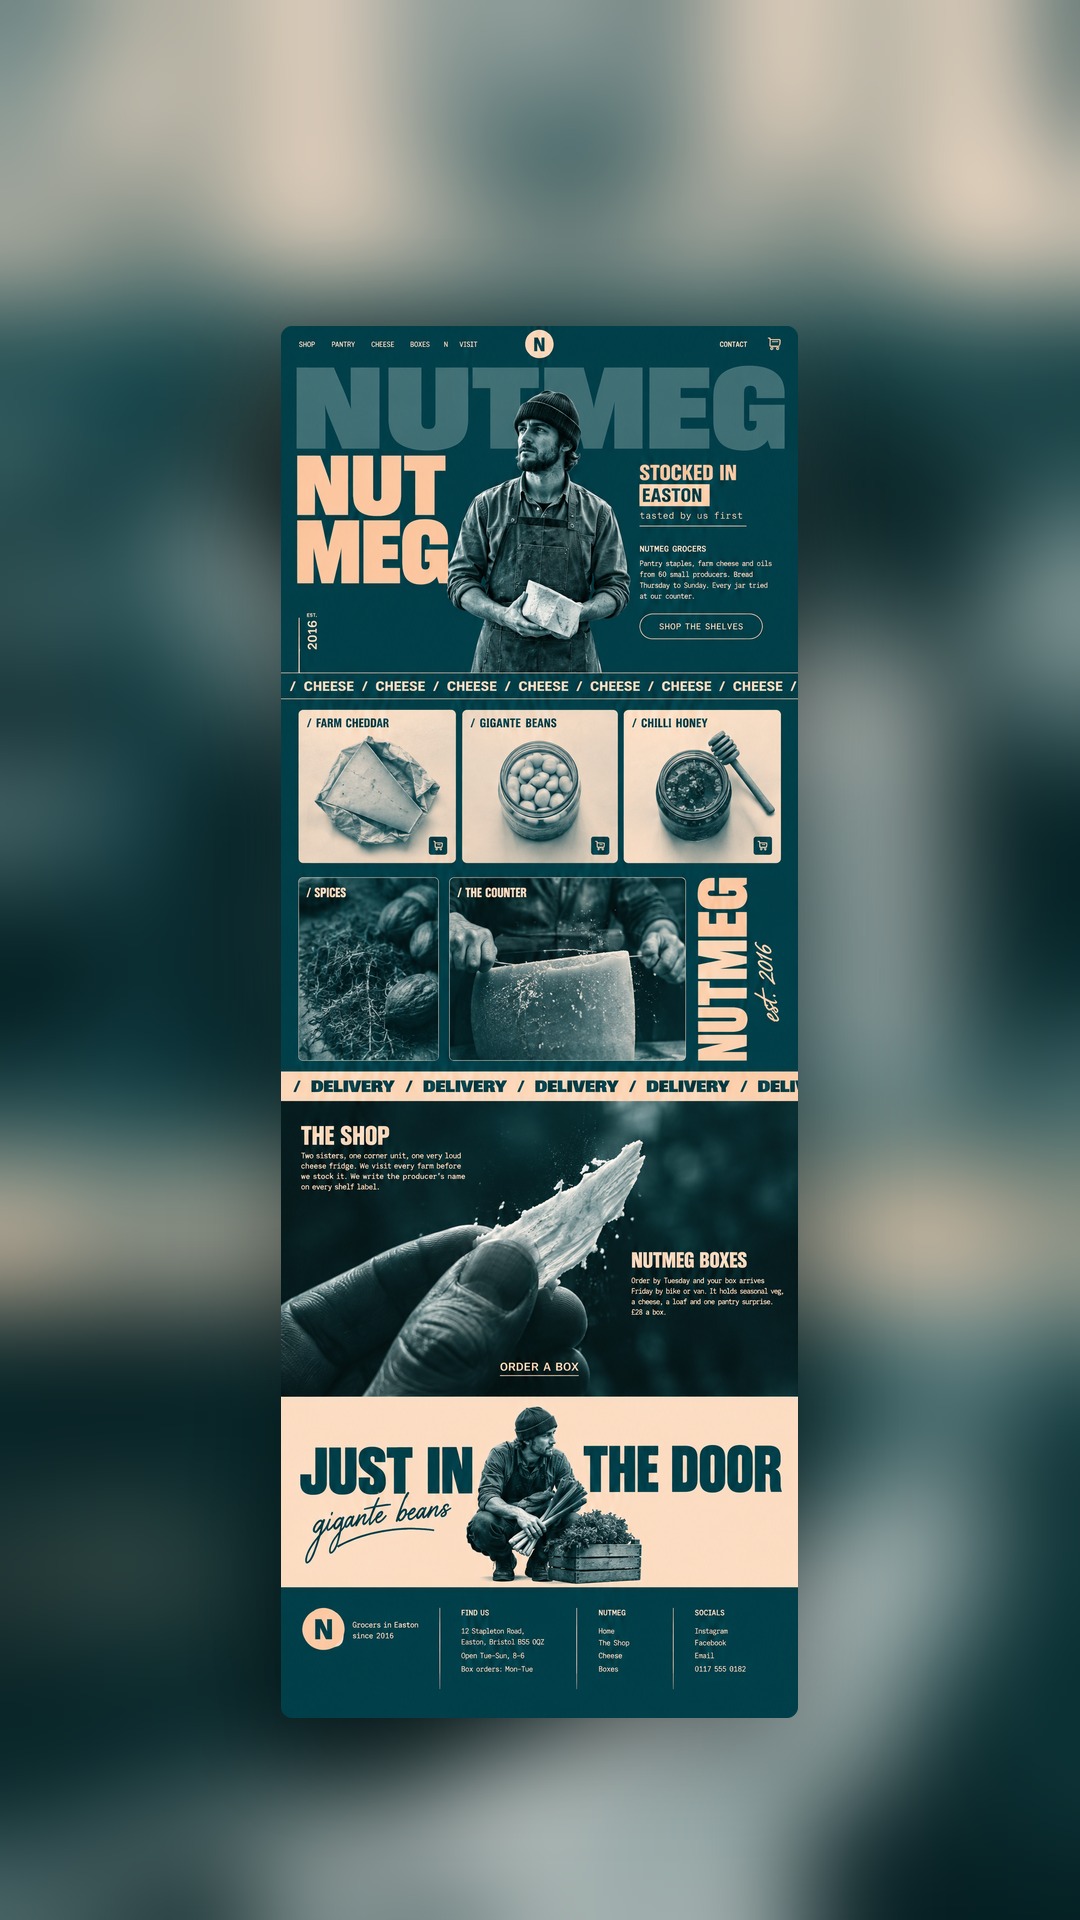 SHOP PANTRY CHEESE BOXES N VISIT
N
CONTACT
NUTMEG
NUT
MEG
STOCKED IN
EASTON
tasted by us first
NUTMEG GROCERS
Pantry staples, farm cheese and oils
from 60 small producers. Bread
Thursday to Sunday. Every jar tried
at our counter.
SHOP THE SHELVES
EST.
2016
/ CHEESE / CHEESE / CHEESE / CHEESE / CHEESE / CHEESE / CHEESE /
/ FARM CHEDDAR
/ GIGANTE BEANS
/ CHILLI HONEY
/ SPICES
/ THE COUNTER
NUTMEG
est. 2016
/ DELIVERY / DELIVERY / DELIVERY / DELIVERY / DELIV
THE SHOP
Two sisters, one corner unit, one very loud
cheese fridge. We visit every farm before
we stock it. We write the producer's name
on every shelf label.
NUTMEG BOXES
Order by Tuesday and your box arrives
Friday by bike or van. It holds seasonal veg,
a cheese, a loaf and one pantry surprise.
£28 a box.
ORDER A BOX
JUST IN THE DOOR
gigante beans
N
Grocers in Easton
since 2016
FIND US
12 Stapleton Road,
Easton, Bristol BS5 0QZ
Open Tue–Sun, 8–6
Box orders: Mon–Tue
NUTMEG
Home
The Shop
Cheese
Boxes
SOCIALS
Instagram
Facebook
Email
0117 555 0182